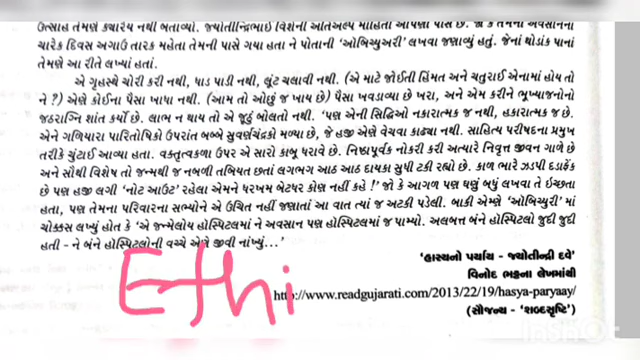 ઉત્સાહ તેમણે ક્યારેય નથી બતાવ્યો. જ્યોતીન્દ્રભાઈ વિશેની અતિઅલ્પ માહિતી આપણી પાસે છે. જો કે તેમના અવસાનના
ચારેક દિવસ અગાઉ તારક મહેતા તેમની પાસે ગયા હતા ને પોતાની ‘ઓબિચ્યુઅરી’ લખવા જણાવ્યું હતું. જેનાં થોડાંક પાનાં
તેમણે આ રીતે લખ્યાં હતાં.
એ ગૃહસ્થે ચોરી કરી નથી, ધાડ પાડી નથી, લૂંટ ચલાવી નથી. (એ માટે જોઈતી હિંમત અને ચતુરાઈ એનામાં હોય તો
ને ?) એણે કોઈના પૈસા ખાધા નથી. (આમ તો ઓછું જ ખાય છે) પૈસા ખવડાવ્યા છે ખરા, અને એમ કરીને ભૂખ્યાજનોનો
જઠરાગ્નિ શાંત કર્યો છે. લાભ ન થાય તો એ જૂઠું બોલતો નથી. ‘પણ એની સિદ્ધિઓ નકારાત્મક જ નથી, હકારાત્મક જ છે.
એને ગળિયારા પારિતોષિકો ઉપરાંત બબ્બે સુવર્ણચંદ્રકો મળ્યા છે, જે હજી એણે વેચવા કાઢ્યા નથી. સાહિત્ય પરીષદના પ્રમુખ
તરીકે ચુંટાઈ આવ્યા હતા. વક્તૃત્વકળા ઉપર એ સારો કાબૂ ધરાવે છે. નિષ્ઠાપૂર્વક નોકરી કરી અત્યારે નિવૃત્ત જીવન ગાળે છે
અને સૌથી વિશેષ તો જન્મથી જ નબળી તબિયત છતાં લગભગ આઠ આઠ દાયકા સુધી ટકી રહ્યો છે. કાળ ભારે ઝડપી દડાફેંક
છે પણ હજી લગી ‘નોટ આઉટ’ રહેલા એમને ધરખમ બેટધર કોણ નહીં કહે !’ જો કે આગળ પણ ઘણું બધું લખવા તે ઈચ્છતા
હતા, પણ તેમના પરિવારના સભ્યોને એ ઉચિત નહીં જણાતાં આ વાત ત્યાં જ અટકી પડેલી. બાકી એમણે ‘ઓબિચ્યુરી’ માં
ચોક્કસ લખ્યું હોત કે ‘એ જન્મેલોય હોસ્પિટલમાં ને અવસાન પણ હોસ્પિટલમાં જ પામ્યો. અલબત્ત બંને હોસ્પિટલો જુદી જુદી
હતી - ને બંને હોસ્પિટલોની વચ્ચે એણે જીવી નાંખ્યું...’
‘હાસ્યનો પર્યાય - જ્યોતીન્દ્રી દવે’
વિનોદ ભટ્ટના લેખમાંથી
http://www.readgujarati.com/2013/22/19/hasya-paryaay/
(સૌજન્ય - ‘શબ્દસૃષ્ટિ’)